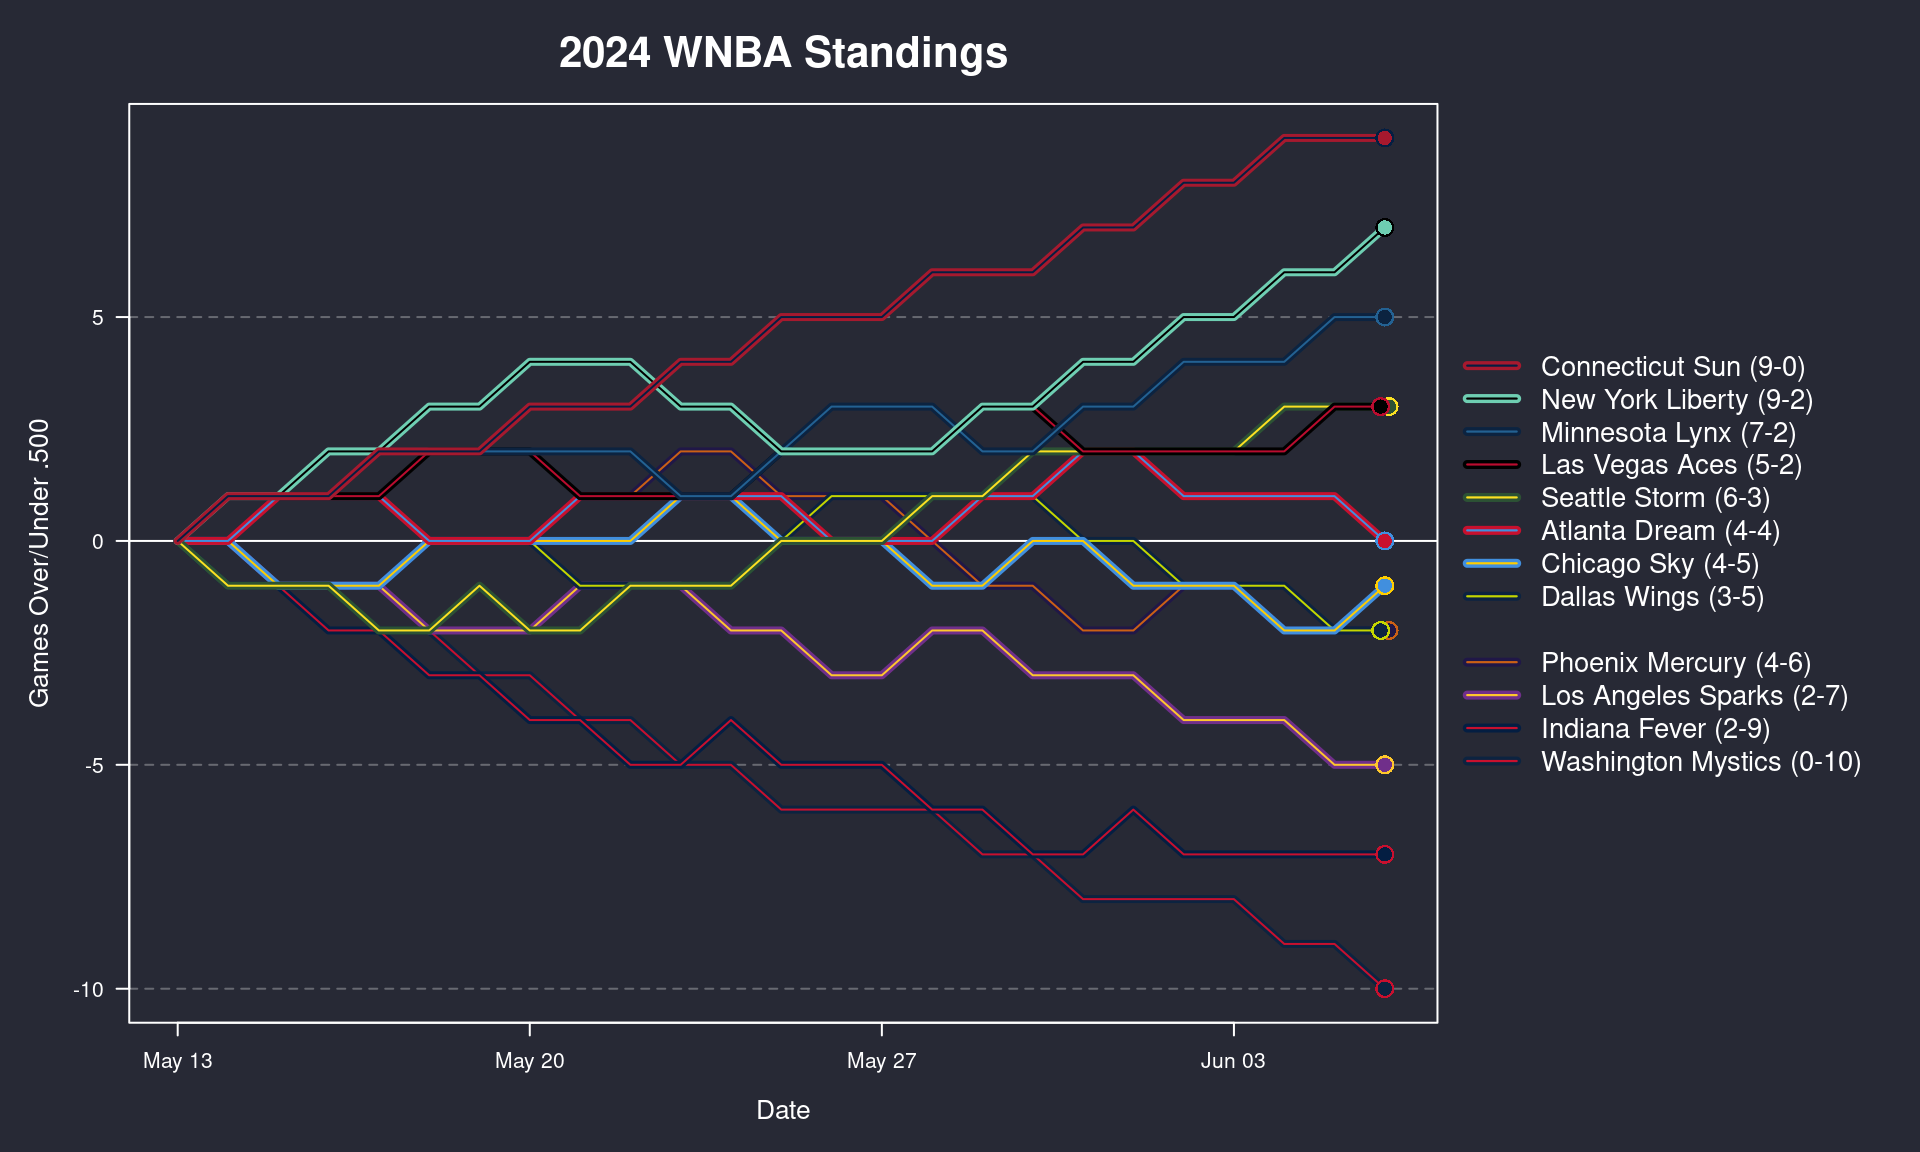 2024 WNBA Standings
Games Over/Under .500
5
0
-5
-10
May 13
May 20
May 27
Jun 03
Date
Connecticut Sun (9-0)
New York Liberty (9-2)
Minnesota Lynx (7-2)
Las Vegas Aces (5-2)
Seattle Storm (6-3)
Atlanta Dream (4-4)
Chicago Sky (4-5)
Dallas Wings (3-5)
Phoenix Mercury (4-6)
Los Angeles Sparks (2-7)
Indiana Fever (2-9)
Washington Mystics (0-10)